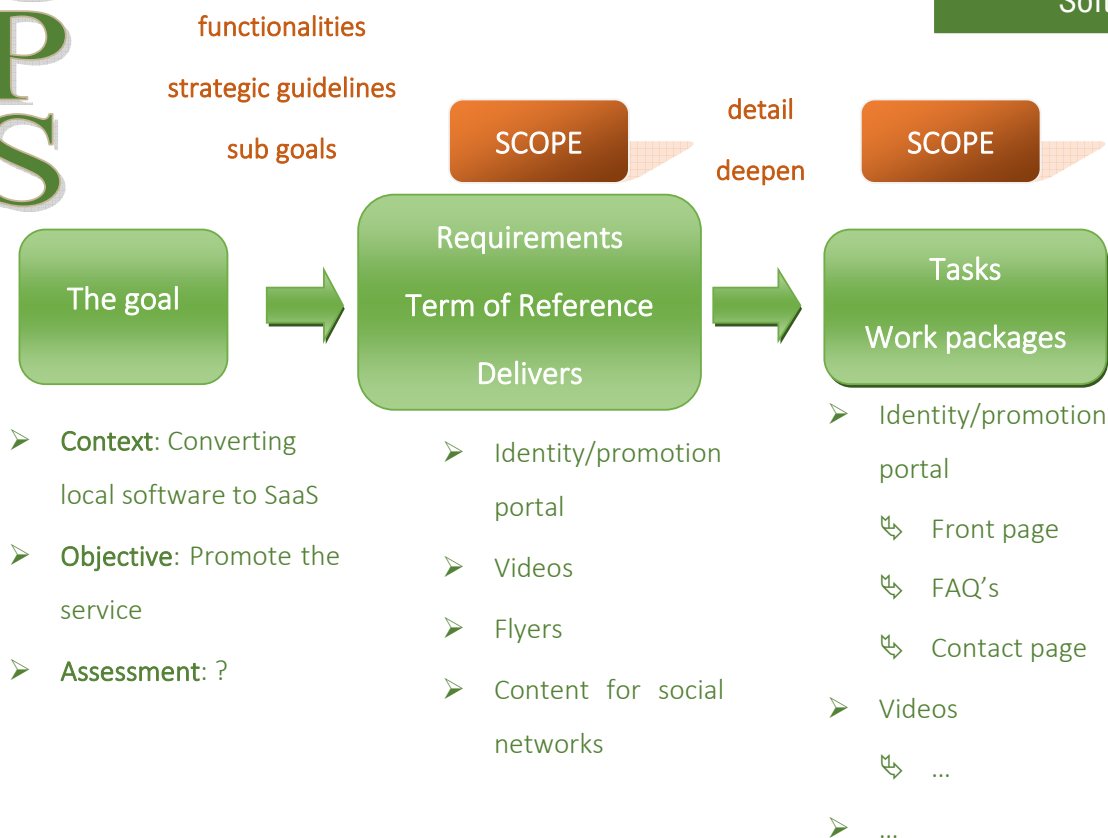 P
S
functionalities
strategic guidelines
sub goals
SCOPE
detail
deepen
SCOPE
The goal
Requirements
Term of Reference
Delivers
Tasks
Work packages
➢ Context: Converting
local software to SaaS
➢ Objective: Promote the
service
➢ Assessment: ?
➢ Identity/promotion
portal
➢ Videos
➢ Flyers
➢ Content for social
networks
➢ Identity/promotion
portal
Front page
FAQ’s
Contact page
➢ Videos
…
➢ …